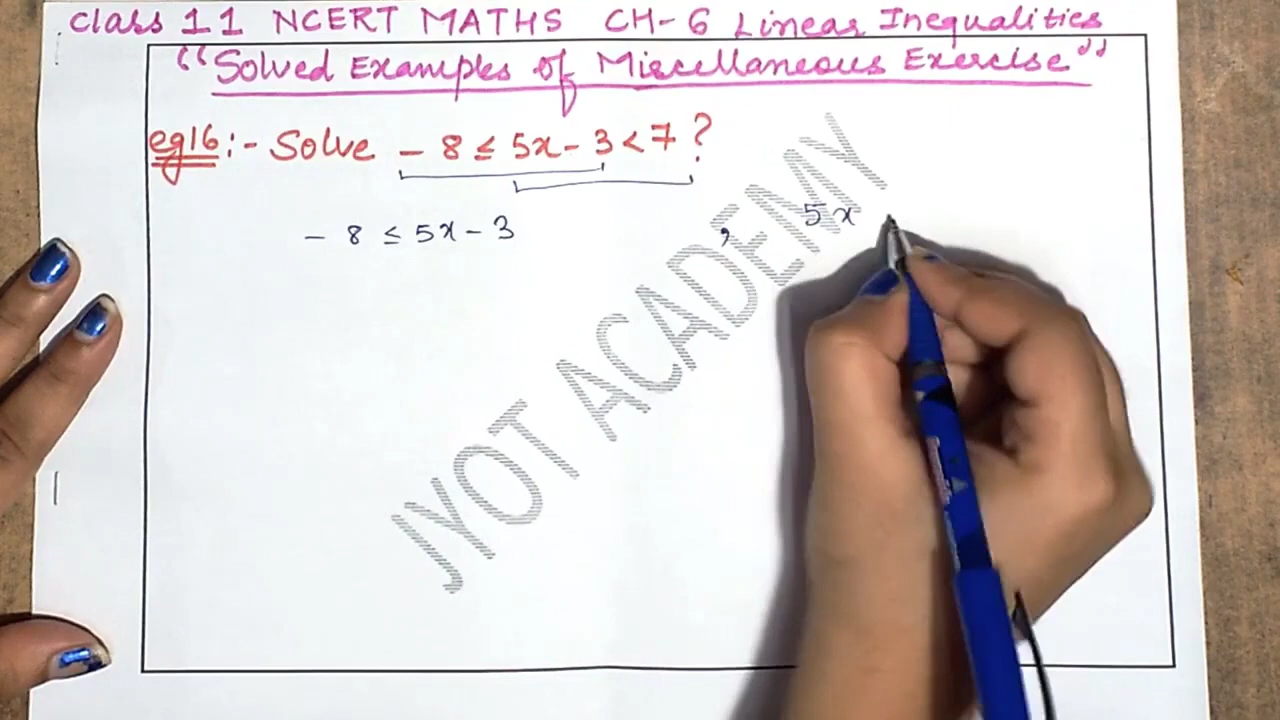 Class 11 NCERT MATHS CH-6 Linear Inequalities
"Solved Examples of Miscellaneous Exercise"
eg16:- Solve - 8 ≤ 5x - 3 < 7 ?
- 8 ≤ 5x - 3 , 5x
NOT ACADEMY